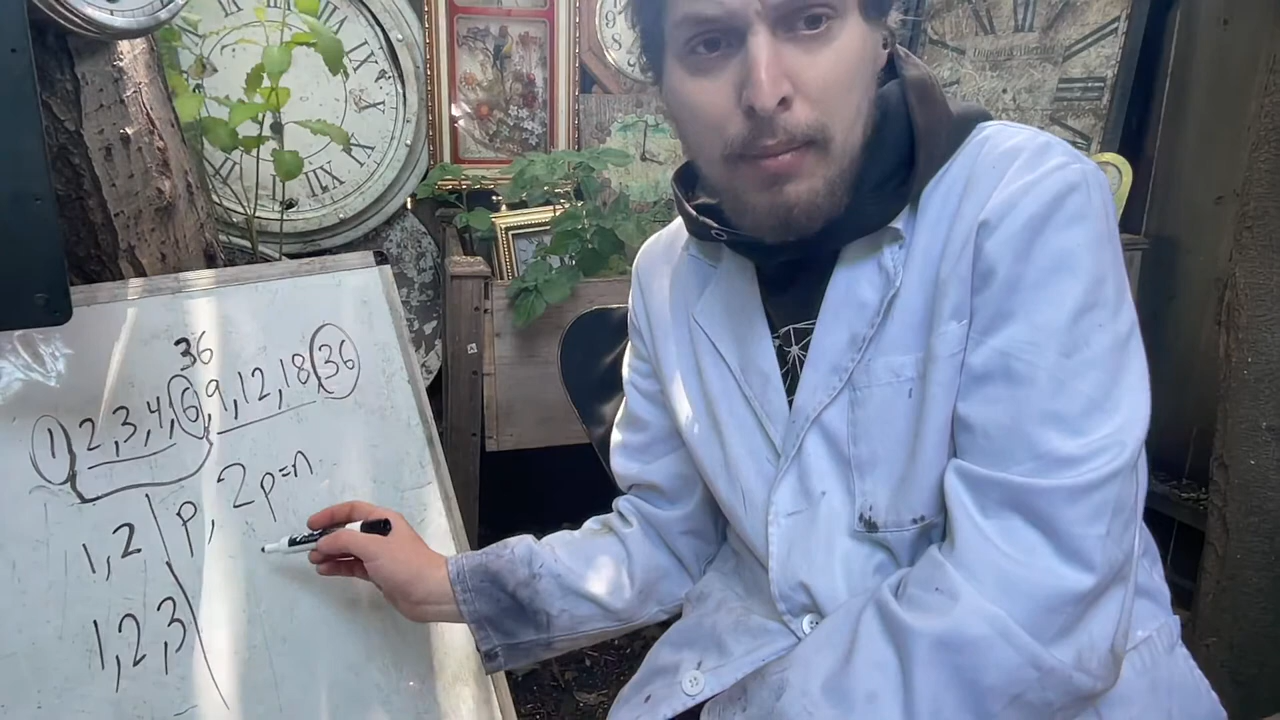 36
1, 2, 3, 4, 6, 9, 12, 18, 36
1, 2 | p, 2p=n
1, 2, 3